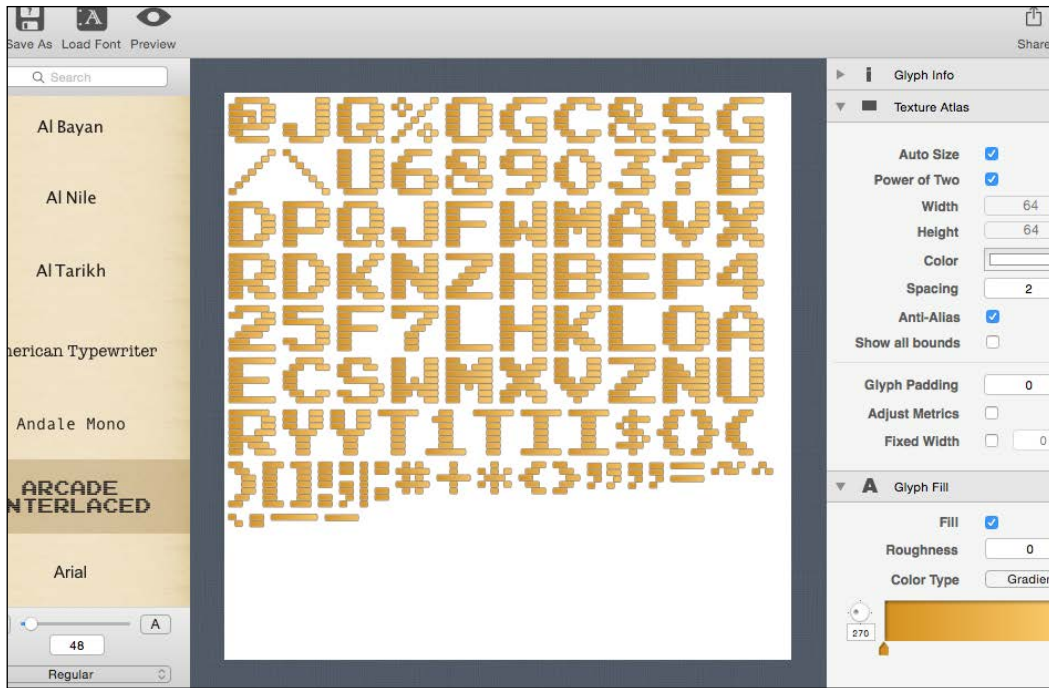 Save As Load Font Preview
Share
Search
Al Bayan
Al Nile
Al Tarikh
nerican Typewriter
Andale Mono
ARCADE
NTERLACED
Arial
A
48
Regular
@JQ%OGC&SG
/\U68903?B
DPQJFWMAVX
RDKNZHBEP4
25F7LHKLOA
ECSWMXVZNU
RYYT1TII${}(
Glyph Info
Texture Atlas
Auto Size
Power of Two
Width 64
Height 64
Color
Spacing 2
Anti-Alias
Show all bounds
Glyph Padding 0
Adjust Metrics
Fixed Width 0
A Glyph Fill
Fill
Roughness 0
Color Type Gradien
270